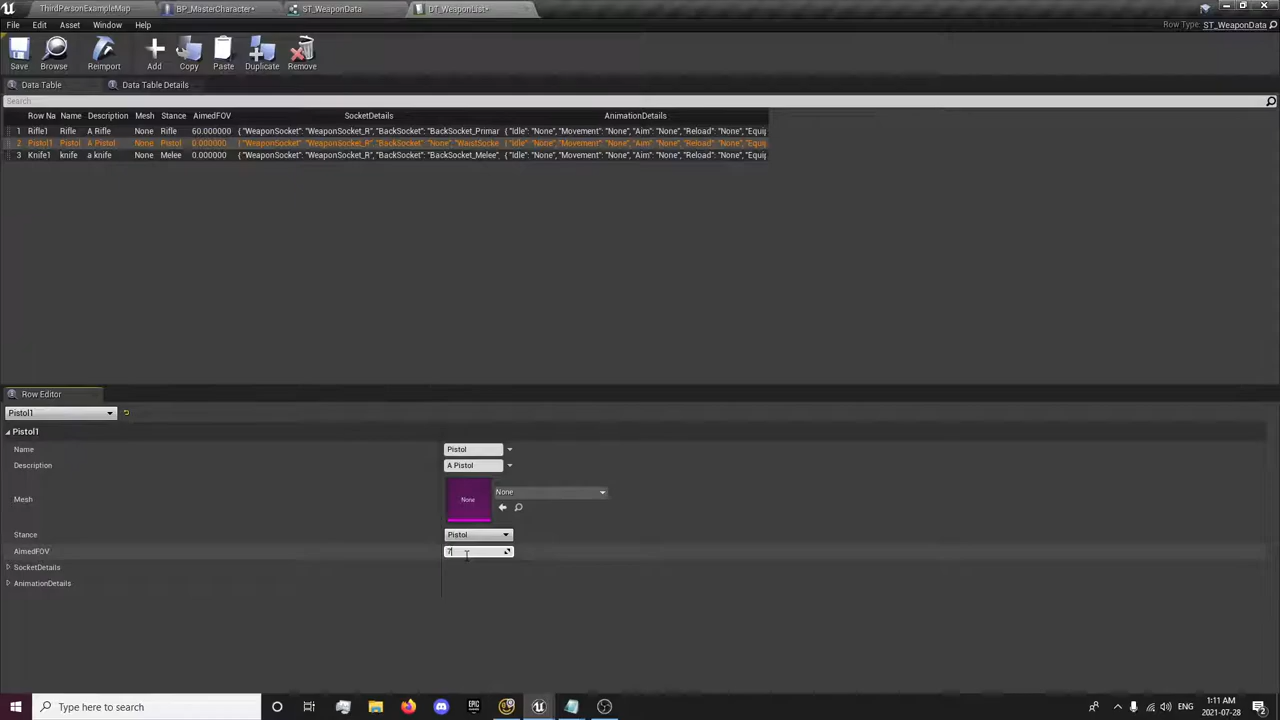 ThirdPersonExampleMap BP_MasterCharacter* ST_WeaponData DT_WeaponList*
File Edit Asset Window Help Row Type: ST_WeaponData
Save Browse Reimport Add Copy Paste Duplicate Remove
Data Table Data Table Details
Search
Row Na Name Description Mesh Stance AimedFOV SocketDetails AnimationDetails
1 Rifle1 Rifle A Rifle None Rifle 60.000000 { "WeaponSocket": "WeaponSocket_R", "BackSocket": "BackSocket_Primar { "Idle": "None", "Movement": "None", "Aim": "None", "Reload": "None", "Equip
2 Pistol1 Pistol A Pistol None Pistol 0.000000 { "WeaponSocket": "WeaponSocket_R", "BackSocket": "None", "WaistSocke { "Idle": "None", "Movement": "None", "Aim": "None", "Reload": "None", "Equip
3 Knife1 knife a knife None Melee 0.000000 { "WeaponSocket": "WeaponSocket_R", "BackSocket": "BackSocket_Melee", { "Idle": "None", "Movement": "None", "Aim": "None", "Reload": "None", "Equip
Row Editor
Pistol1
Pistol1
Name Pistol
Description A Pistol
Mesh None None
Stance Pistol
AimedFOV 7
SocketDetails
AnimationDetails
Type here to search ENG 1:11 AM
2021-07-28